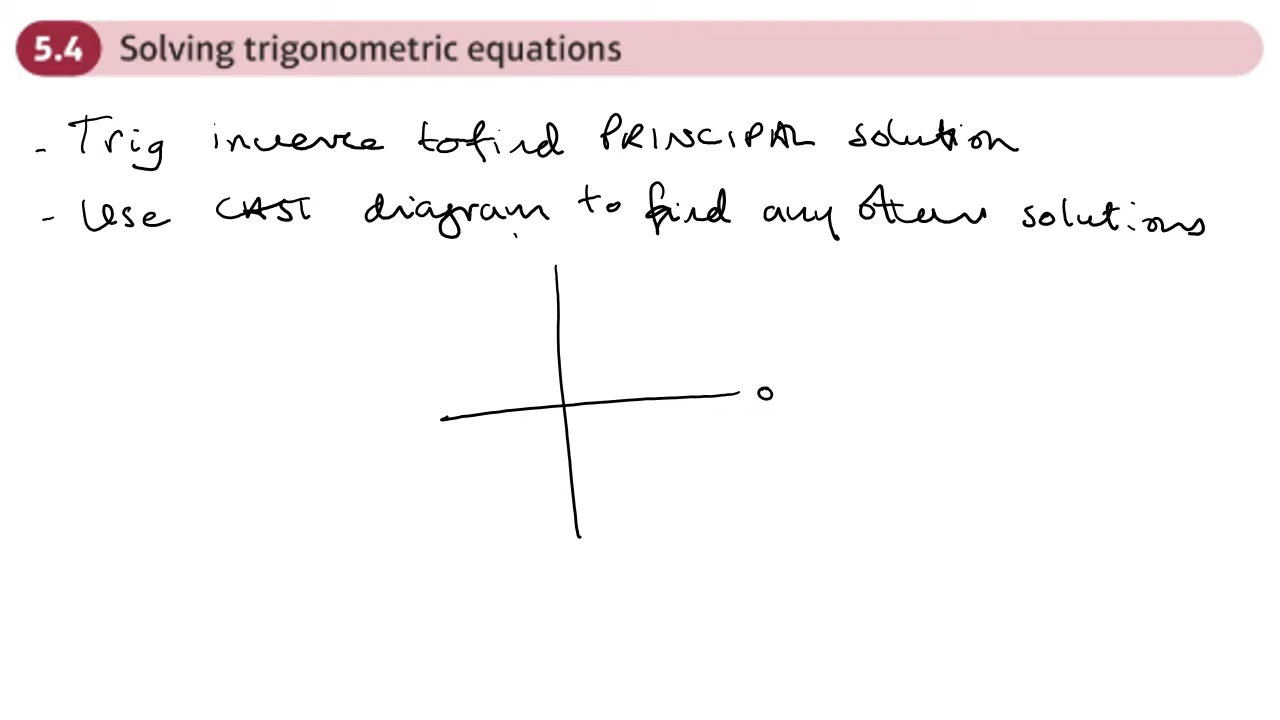 5.4 Solving trigonometric equations
- Trig inverse to find PRINCIPAL solution
- Use CAST diagram to find any other solutions
0